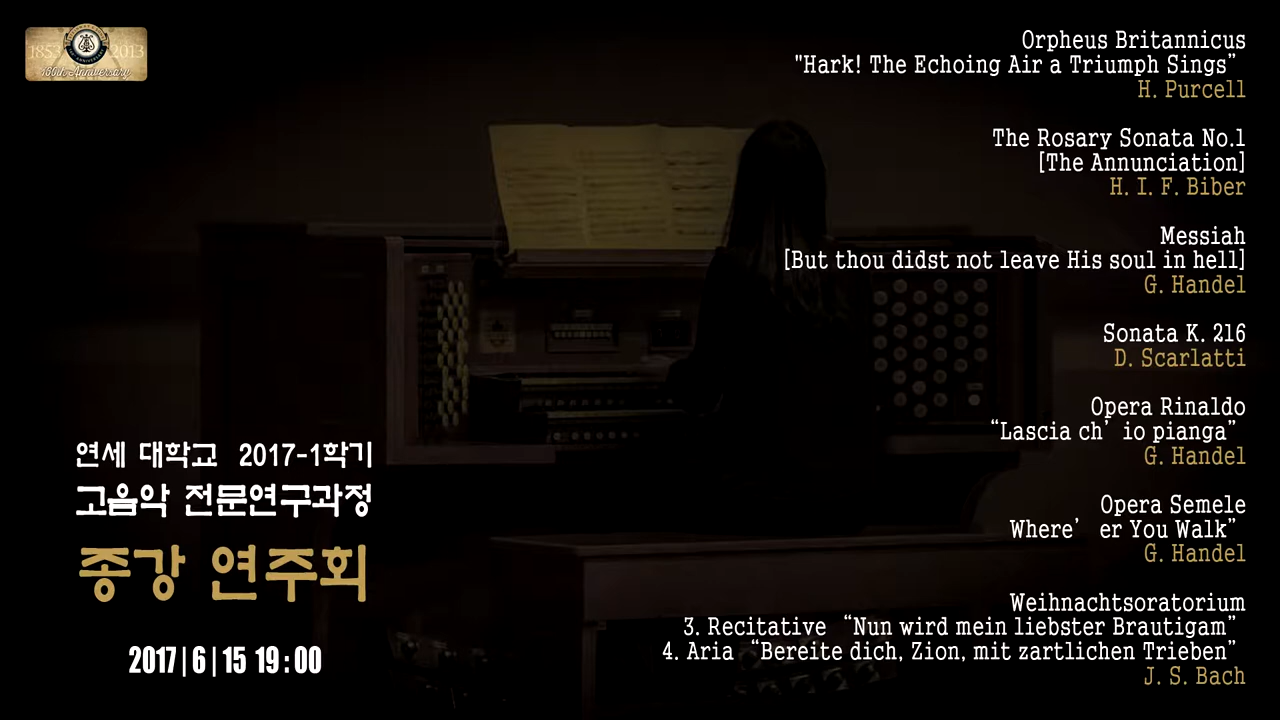 1853 2013
160th Anniversary
Orpheus Britannicus
"Hark! The Echoing Air a Triumph Sings”
H. Purcell
The Rosary Sonata No.1
[The Annunciation]
H. I. F. Biber
Messiah
[But thou didst not leave His soul in hell]
G. Handel
Sonata K. 216
D. Scarlatti
Opera Rinaldo
“Lascia ch’ io pianga”
G. Handel
Opera Semele
Where’ er You Walk”
G. Handel
Weihnachtsoratorium
3. Recitative “Nun wird mein liebster Brautigam”
4. Aria “Bereite dich, Zion, mit zartlichen Trieben”
J. S. Bach
연세 대학교 2017-1학기
고음악 전문연구과정
종강 연주회
2017|6|15 19:00